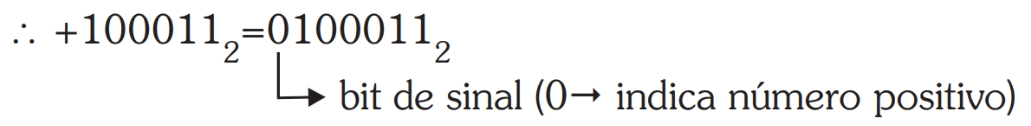 ∴ +100011₂=0100011₂
bit de sinal (0→ indica número positivo)